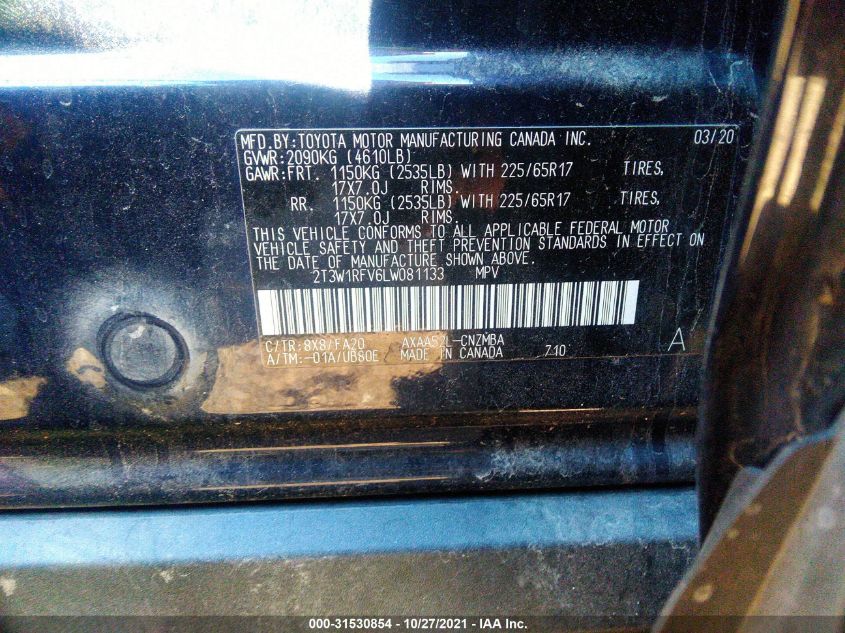 MFD.BY:TOYOTA MOTOR MANUFACTURING CANADA INC. 03/20
GVWR:2090KG (4610LB)
GAWR:FRT. 1150KG (2535LB) WITH 225/65R17 TIRES,
17X7.0J RIMS.
RR. 1150KG (2535LB) WITH 225/65R17 TIRES,
17X7.0J RIMS.
THIS VEHICLE CONFORMS TO ALL APPLICABLE FEDERAL MOTOR
VEHICLE SAFETY AND THEFT PREVENTION STANDARDS IN EFFECT ON
THE DATE OF MANUFACTURE SHOWN ABOVE.
2T3W1RFV6LW081133 MPV
C/TR:8X8/FA20 AXAA52L-CNZMBA
A/TM:-01A/UB80E MADE IN CANADA 710 A
000-31530854 - 10/27/2021 - IAA Inc.